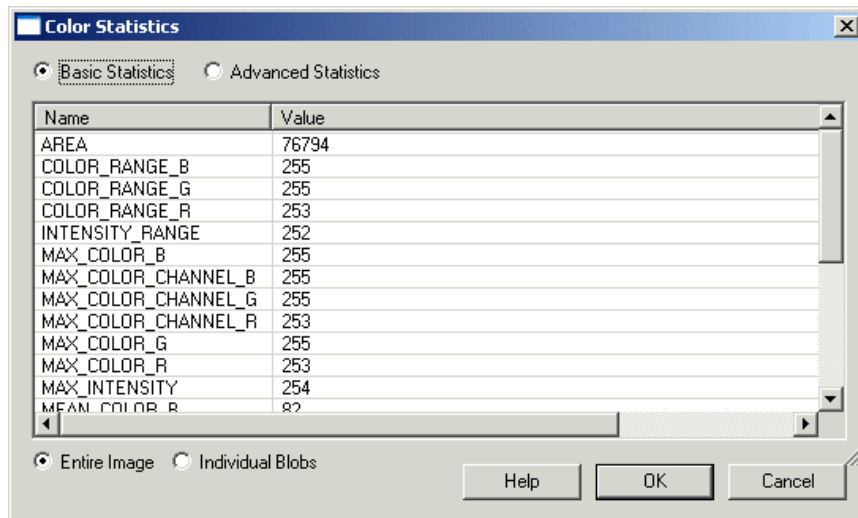 Color Statistics
Basic Statistics Advanced Statistics
Name Value
AREA 76794
COLOR_RANGE_B 255
COLOR_RANGE_G 255
COLOR_RANGE_R 253
INTENSITY_RANGE 252
MAX_COLOR_B 255
MAX_COLOR_CHANNEL_B 255
MAX_COLOR_CHANNEL_G 255
MAX_COLOR_CHANNEL_R 253
MAX_COLOR_G 255
MAX_COLOR_R 253
MAX_INTENSITY 254
MEAN_COLOR_B 82
Entire Image Individual Blobs
Help OK Cancel